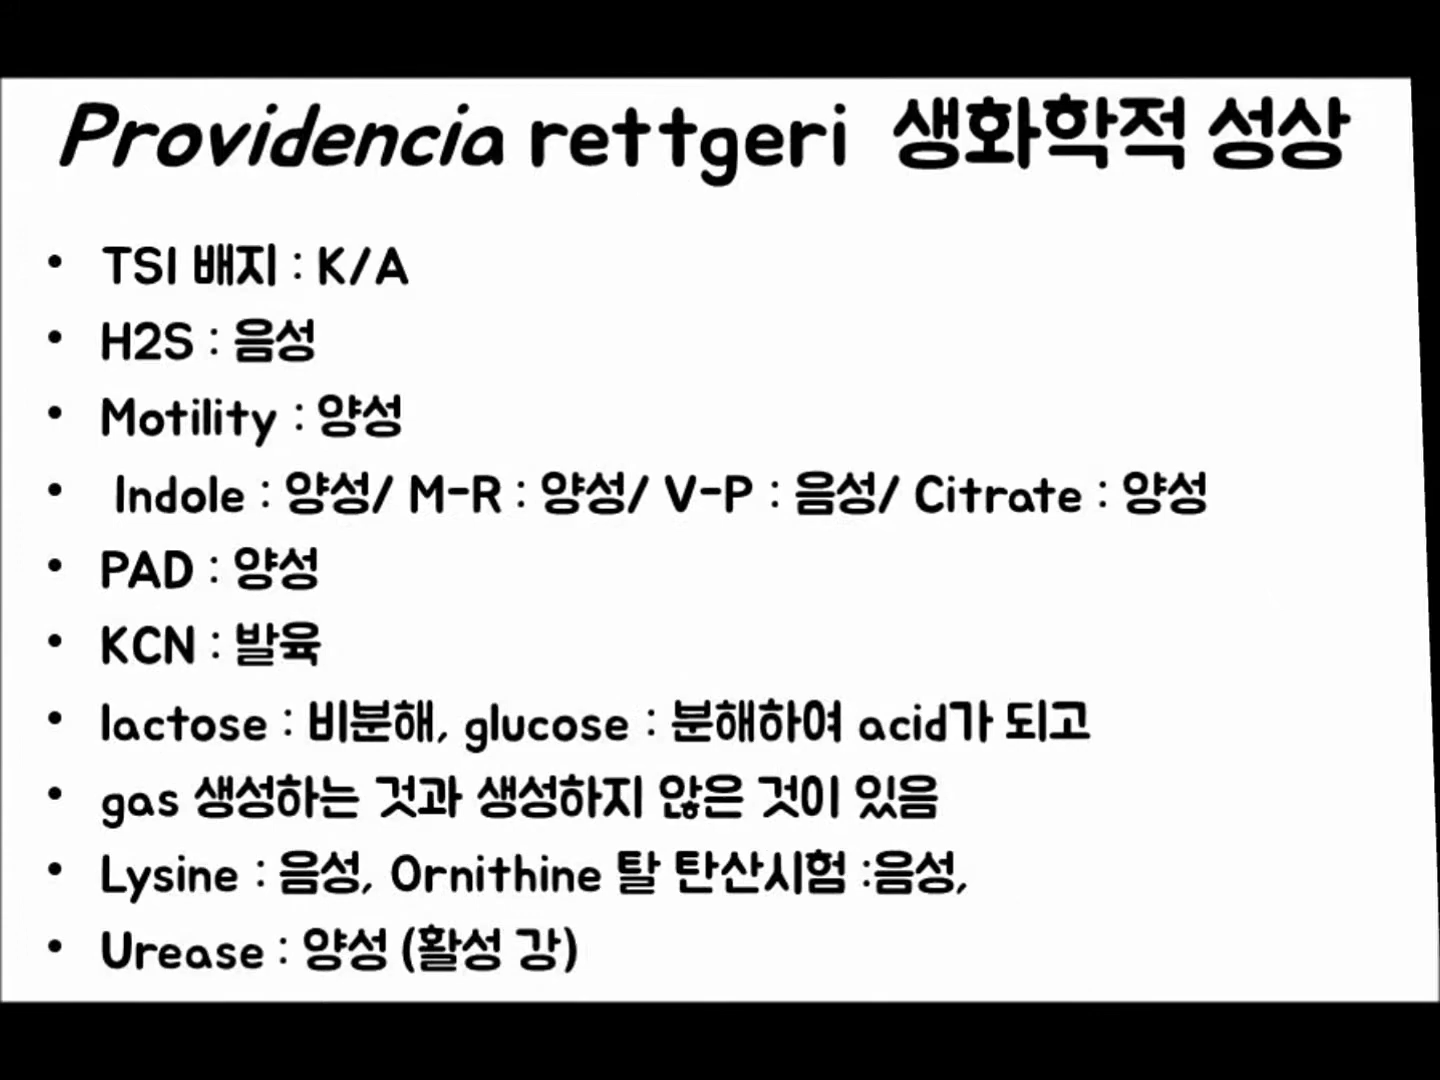 Providencia rettgeri 생화학적 성상
• TSI 배지 : K/A
• H2S : 음성
• Motility : 양성
• Indole : 양성/ M-R : 양성/ V-P : 음성/ Citrate : 양성
• PAD : 양성
• KCN : 발육
• lactose : 비분해, glucose : 분해하여 acid가 되고
• gas 생성하는 것과 생성하지 않은 것이 있음
• Lysine : 음성, Ornithine 탈 탄산시험 :음성,
• Urease : 양성 (활성 강)